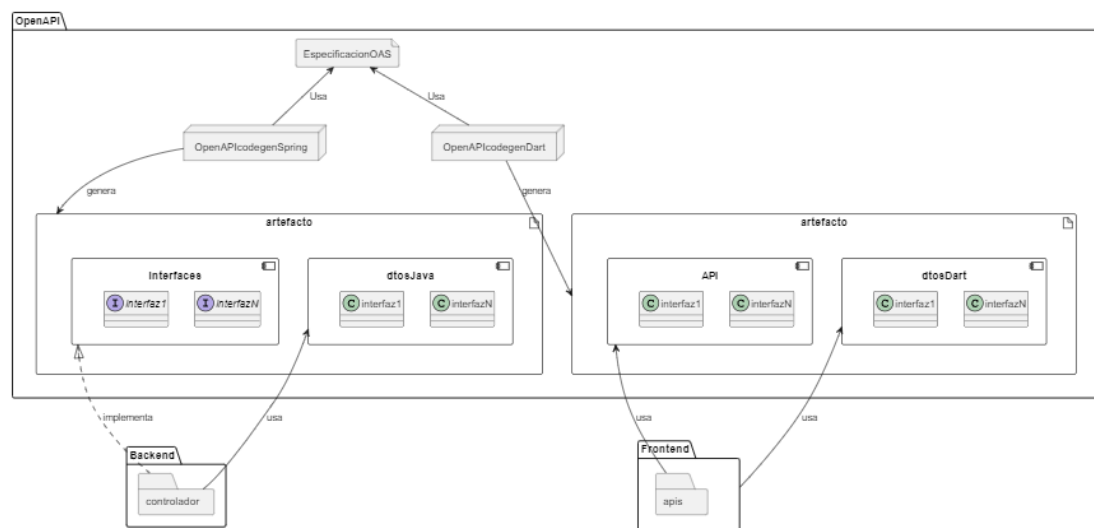 OpenAPI
EspecificacionOAS
Usa
Usa
OpenAPIcodegenSpring
OpenAPIcodegenDart
genera
genera
artefacto
artefacto
Interfaces
dtosJava
API
dtosDart
I interfaz1
I interfazN
C interfaz1
C interfazN
C interfaz1
C interfazN
C interfaz1
C interfazN
implementa
usa
usa
usa
Backend
Frontend
controlador
apis